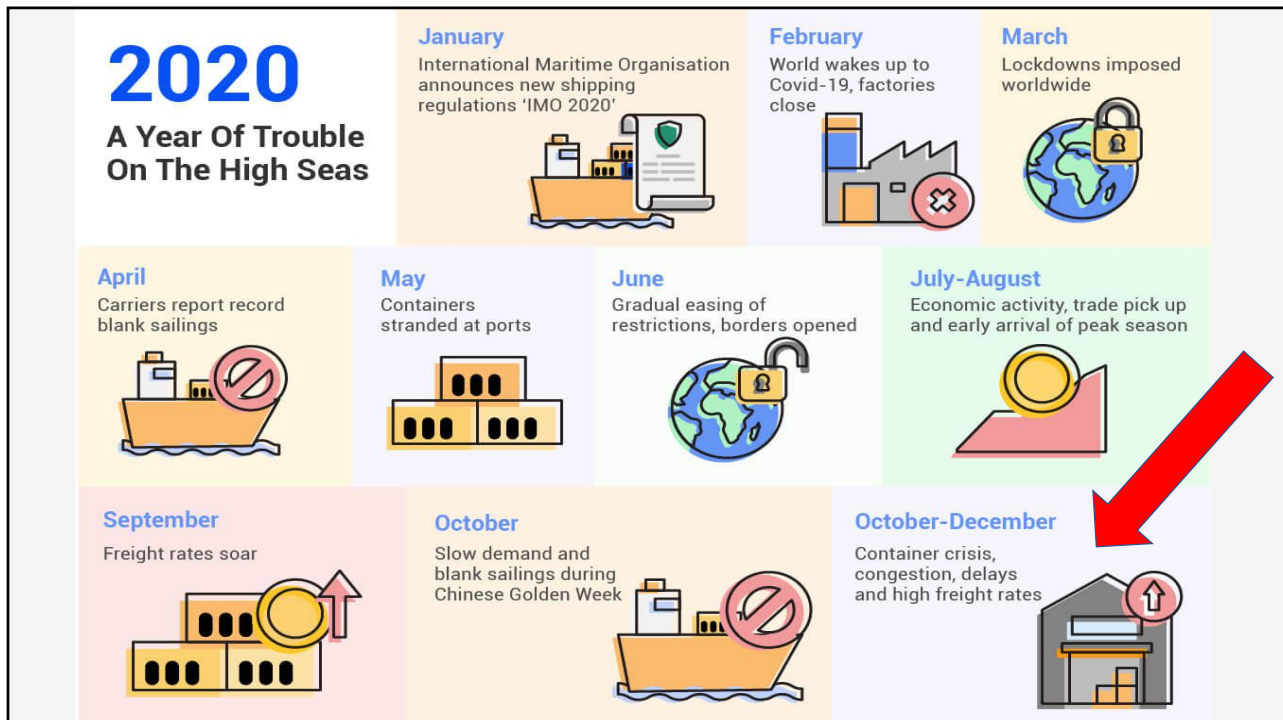 2020
A Year Of Trouble
On The High Seas
January
International Maritime Organisation
announces new shipping
regulations ‘IMO 2020’
February
World wakes up to
Covid-19, factories
close
March
Lockdowns imposed
worldwide
April
Carriers report record
blank sailings
May
Containers
stranded at ports
June
Gradual easing of
restrictions, borders opened
July-August
Economic activity, trade pick up
and early arrival of peak season
September
Freight rates soar
October
Slow demand and
blank sailings during
Chinese Golden Week
October-December
Container crisis,
congestion, delays
and high freight rates